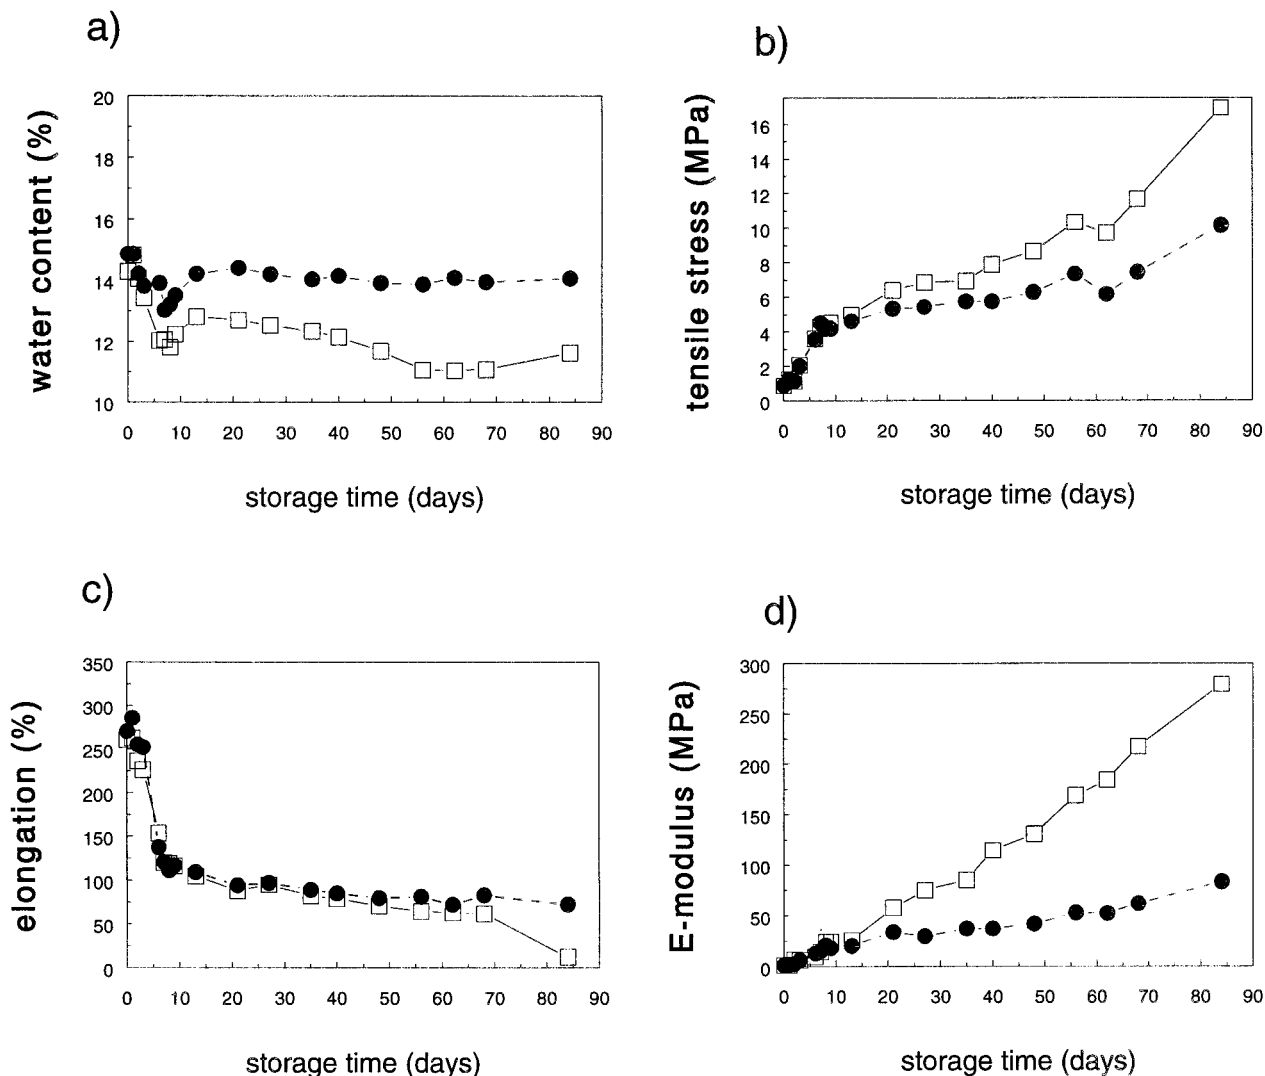 a)
water content (%)
20
18
16
14
12
10
0 10 20 30 40 50 60 70 80 90
storage time (days)
b)
tensile stress (MPa)
16
14
12
10
8
6
4
2
0
0 10 20 30 40 50 60 70 80 90
storage time (days)
c)
elongation (%)
350
300
250
200
150
100
50
0
0 10 20 30 40 50 60 70 80 90
storage time (days)
d)
E-modulus (MPa)
300
250
200
150
100
50
0
0 10 20 30 40 50 60 70 80 90
storage time (days)